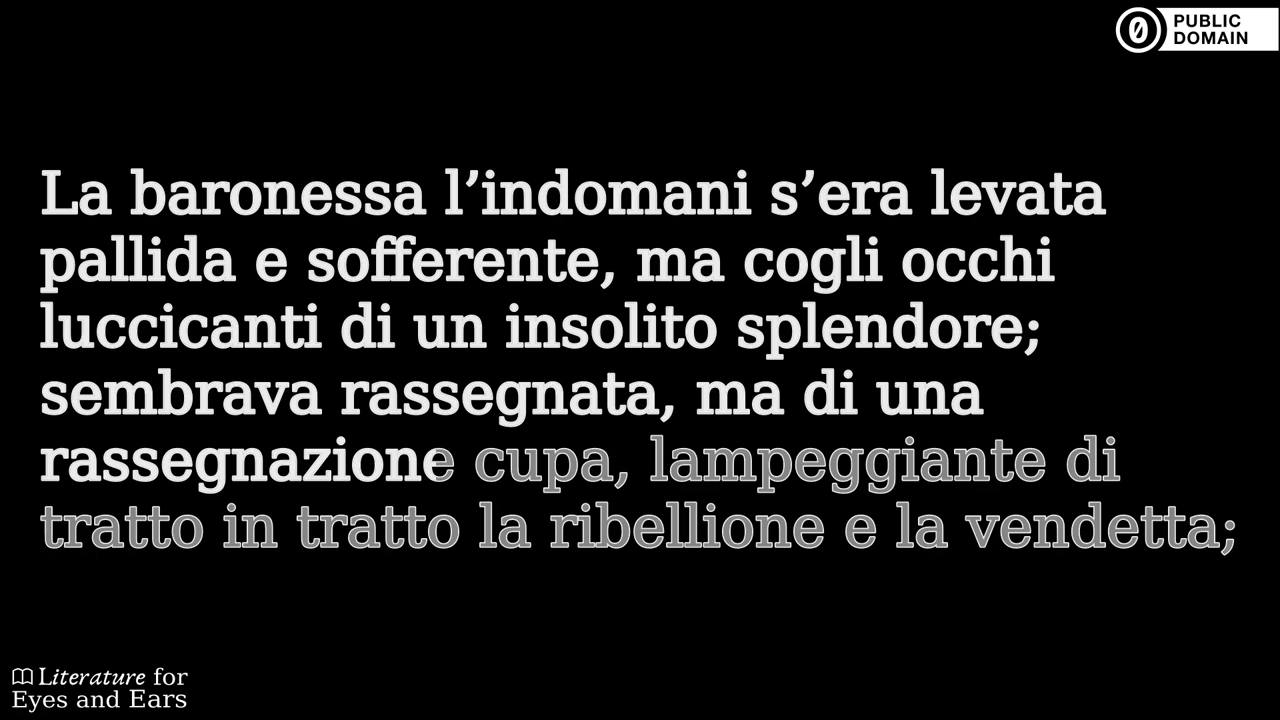 PUBLIC
DOMAIN
La baronessa l’indomani s’era levata
pallida e sofferente, ma cogli occhi
luccicanti di un insolito splendore;
sembrava rassegnata, ma di una
rassegnazione cupa, lampeggiante di
tratto in tratto la ribellione e la vendetta;
Literature for
Eyes and Ears